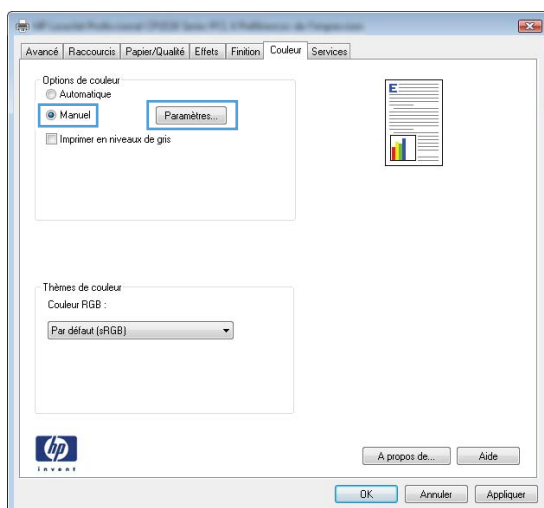 Avancé Raccourcis Papier/Qualité Effets Finition Couleur Services
Options de couleur
Automatique
Manuel Paramètres...
Imprimer en niveaux de gris
E
Thèmes de couleur
Couleur RGB :
Par défaut (sRGB)
hp
invent
A propos de... Aide
OK Annuler Appliquer